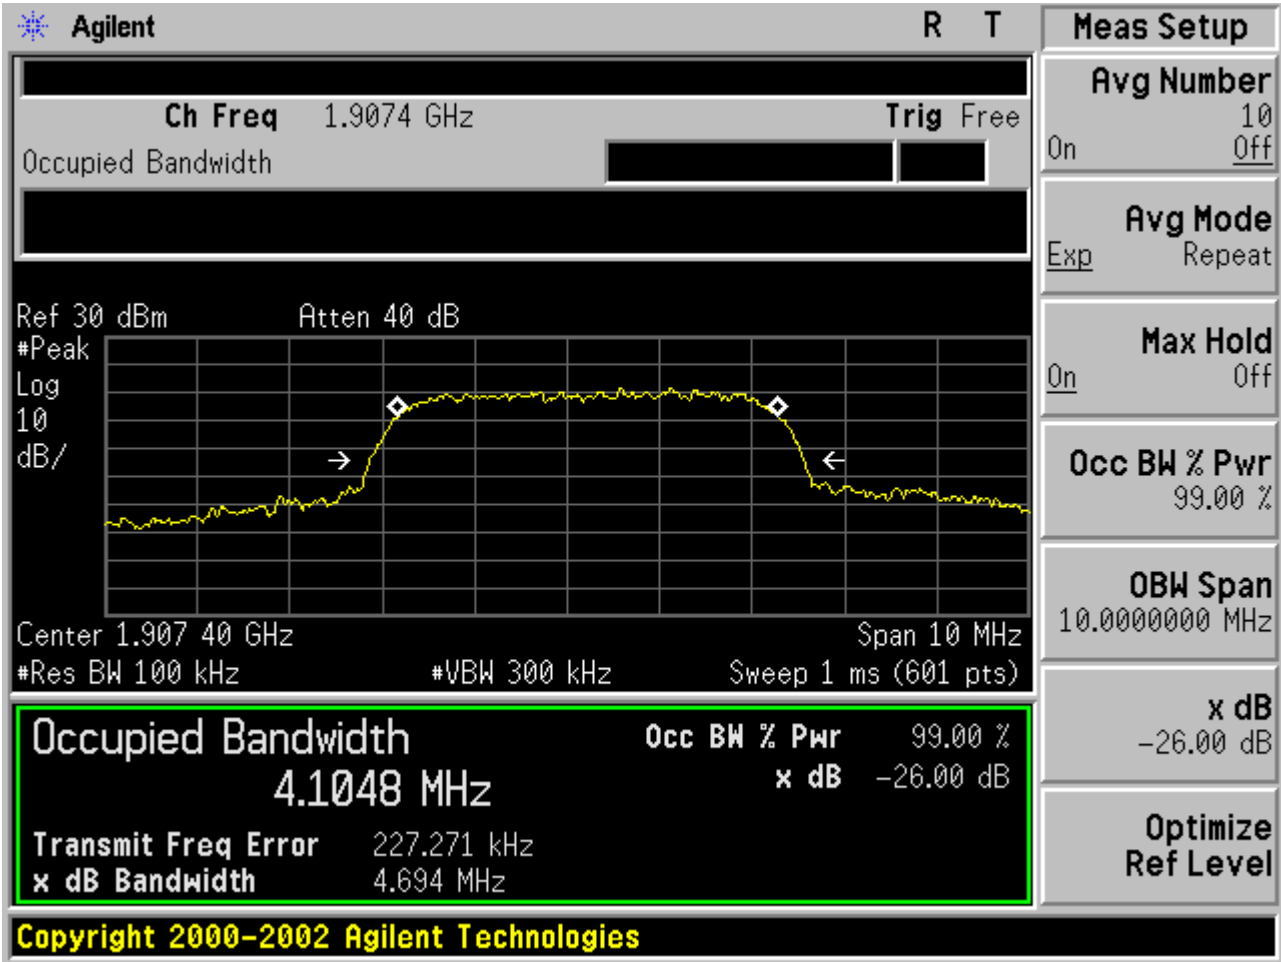 Agilent R T Meas Setup
Ch Freq 1.9074 GHz Trig Free
Occupied Bandwidth
Avg Number
10
On Off
Avg Mode
Exp Repeat
Max Hold
On Off
Occ BW % Pwr
99.00 %
OBW Span
10.0000000 MHz
x dB
-26.00 dB
Optimize
Ref Level
Ref 30 dBm Atten 40 dB
#Peak
Log
10
dB/
Center 1.907 40 GHz Span 10 MHz
#Res BW 100 kHz #VBW 300 kHz Sweep 1 ms (601 pts)
Occupied Bandwidth Occ BW % Pwr 99.00 %
4.1048 MHz x dB -26.00 dB
Transmit Freq Error 227.271 kHz
x dB Bandwidth 4.694 MHz
Copyright 2000-2002 Agilent Technologies